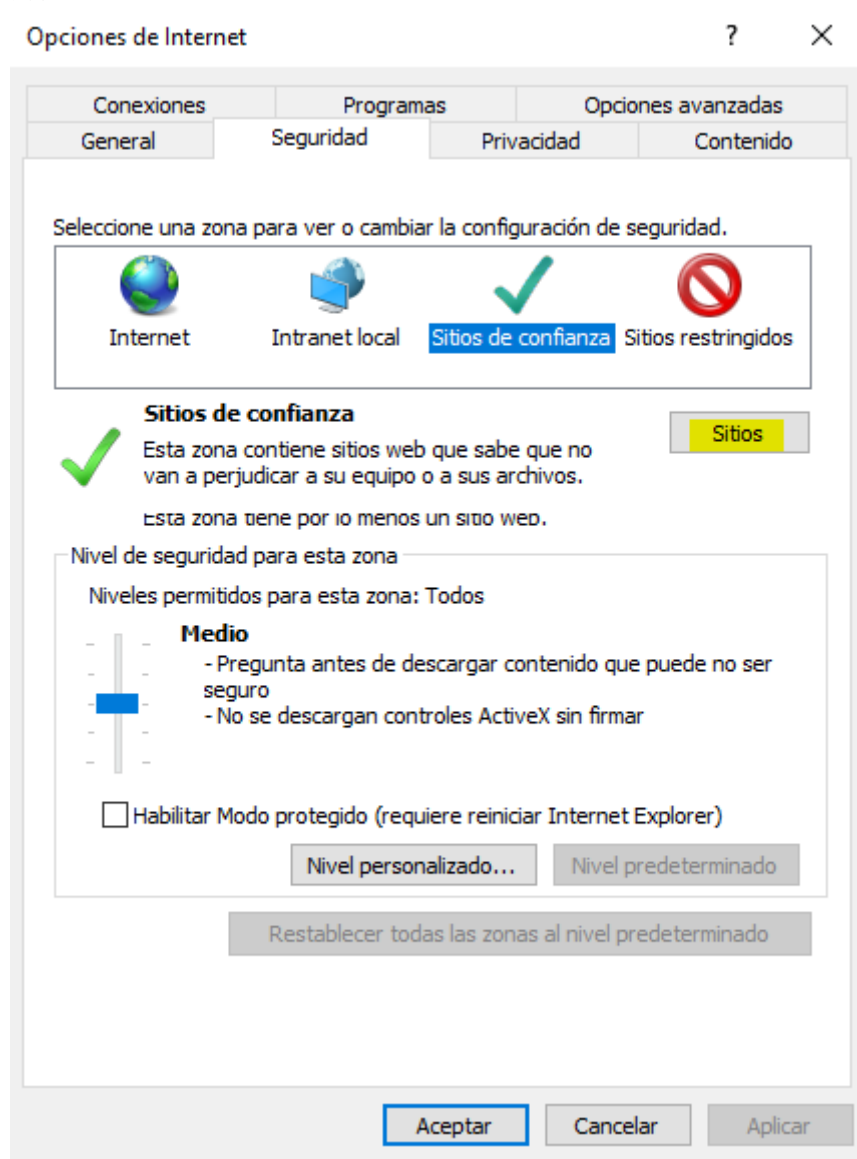 Opciones de Internet ?
Conexiones Programas Opciones avanzadas
General Seguridad Privacidad Contenido
Seleccione una zona para ver o cambiar la configuración de seguridad.
Internet Intranet local Sitios de confianza Sitios restringidos
Sitios de confianza
Sitios
Esta zona contiene sitios web que sabe que no
van a perjudicar a su equipo o a sus archivos.
Esta zona tiene por lo menos un sitio web.
Nivel de seguridad para esta zona
Niveles permitidos para esta zona: Todos
Medio
- Pregunta antes de descargar contenido que puede no ser
seguro
- No se descargan controles ActiveX sin firmar
Habilitar Modo protegido (requiere reiniciar Internet Explorer)
Nivel personalizado... Nivel predeterminado
Restablecer todas las zonas al nivel predeterminado
Aceptar Cancelar Aplicar